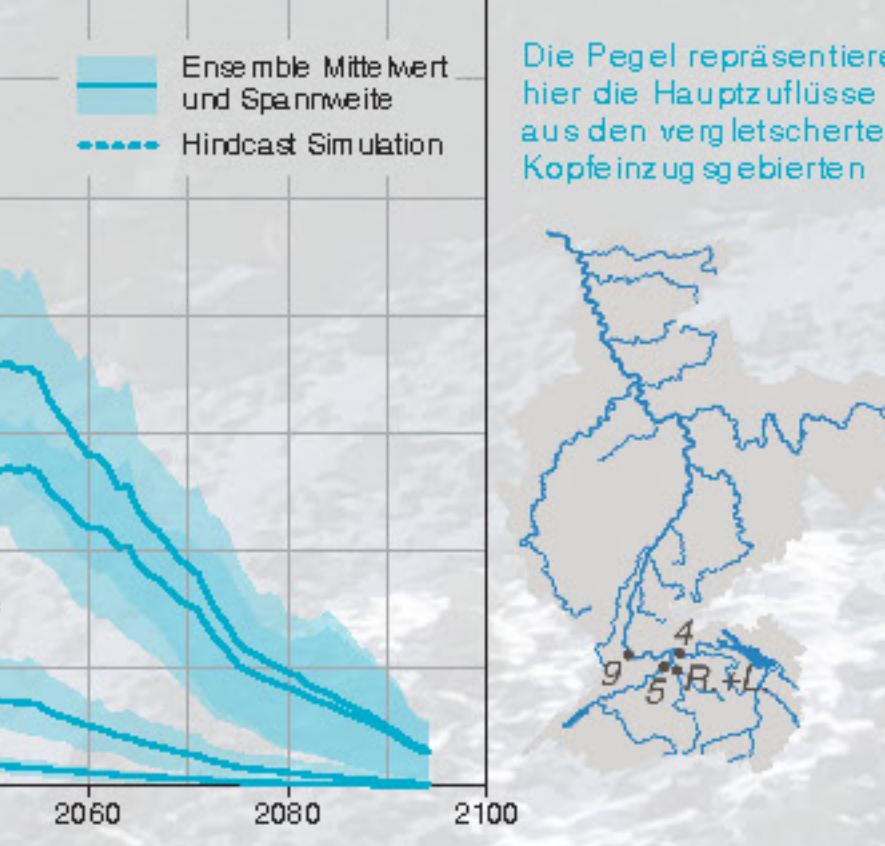 Ensemble Mittelwert
und Spannweite
Hindcast Simulation
Die Pegel repräsentiere
hier die Hauptzuflüsse
aus den vergletscherte
Kopfeinzugsgebierten
4
9
5
R.+L.
2060
2080
2100